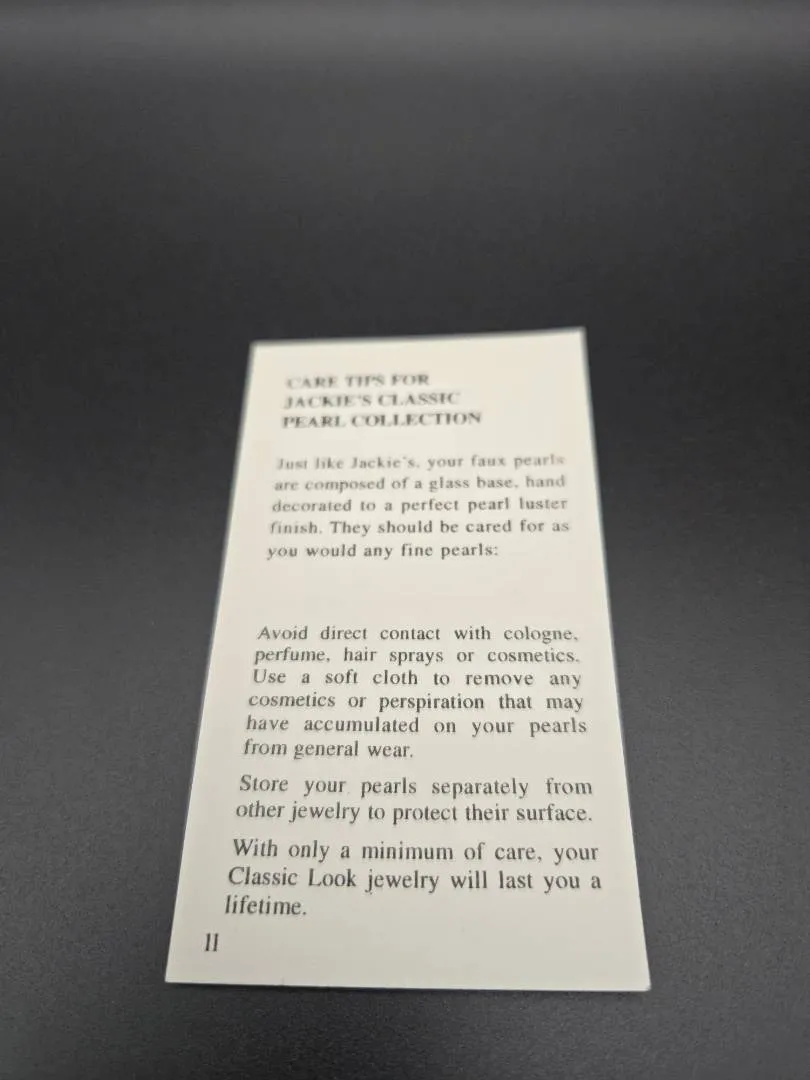 CARE TIPS FOR
JACKIE'S CLASSIC
PEARL COLLECTION
Just like Jackie's, your faux pearls
are composed of a glass base, hand
decorated to a perfect pearl luster
finish. They should be cared for as
you would any fine pearls:
Avoid direct contact with cologne,
perfume, hair sprays or cosmetics.
Use a soft cloth to remove any
cosmetics or perspiration that may
have accumulated on your pearls
from general wear.
Store your pearls separately from
other jewelry to protect their surface.
With only a minimum of care, your
Classic Look jewelry will last you a
lifetime.
11